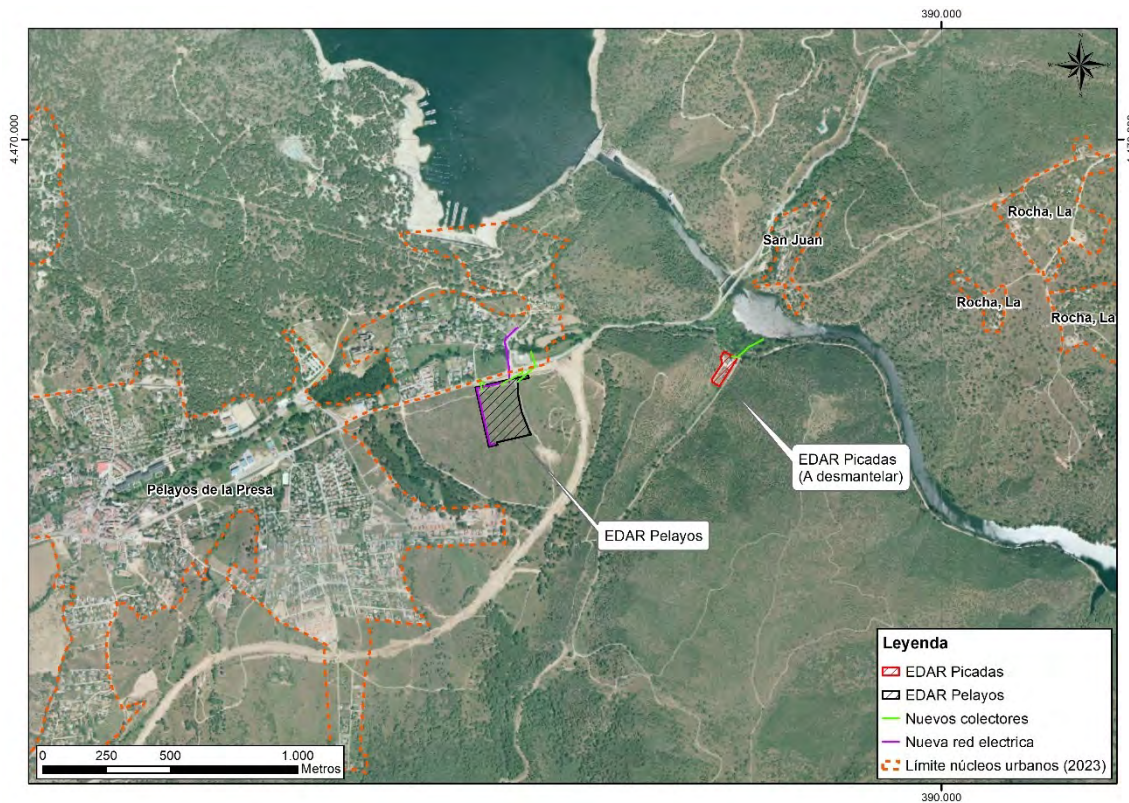 390.000
N
4.470.000
Rocha, La
San Juan
Rocha, La
Rocha, La
EDAR Picadas
(A desmantelar)
Pelayos de la Presa
EDAR Pelayos
Leyenda
EDAR Picadas
EDAR Pelayos
Nuevos colectores
Nueva red electrica
Límite núcleos urbanos (2023)
0 250 500 1.000
Metros
390.000